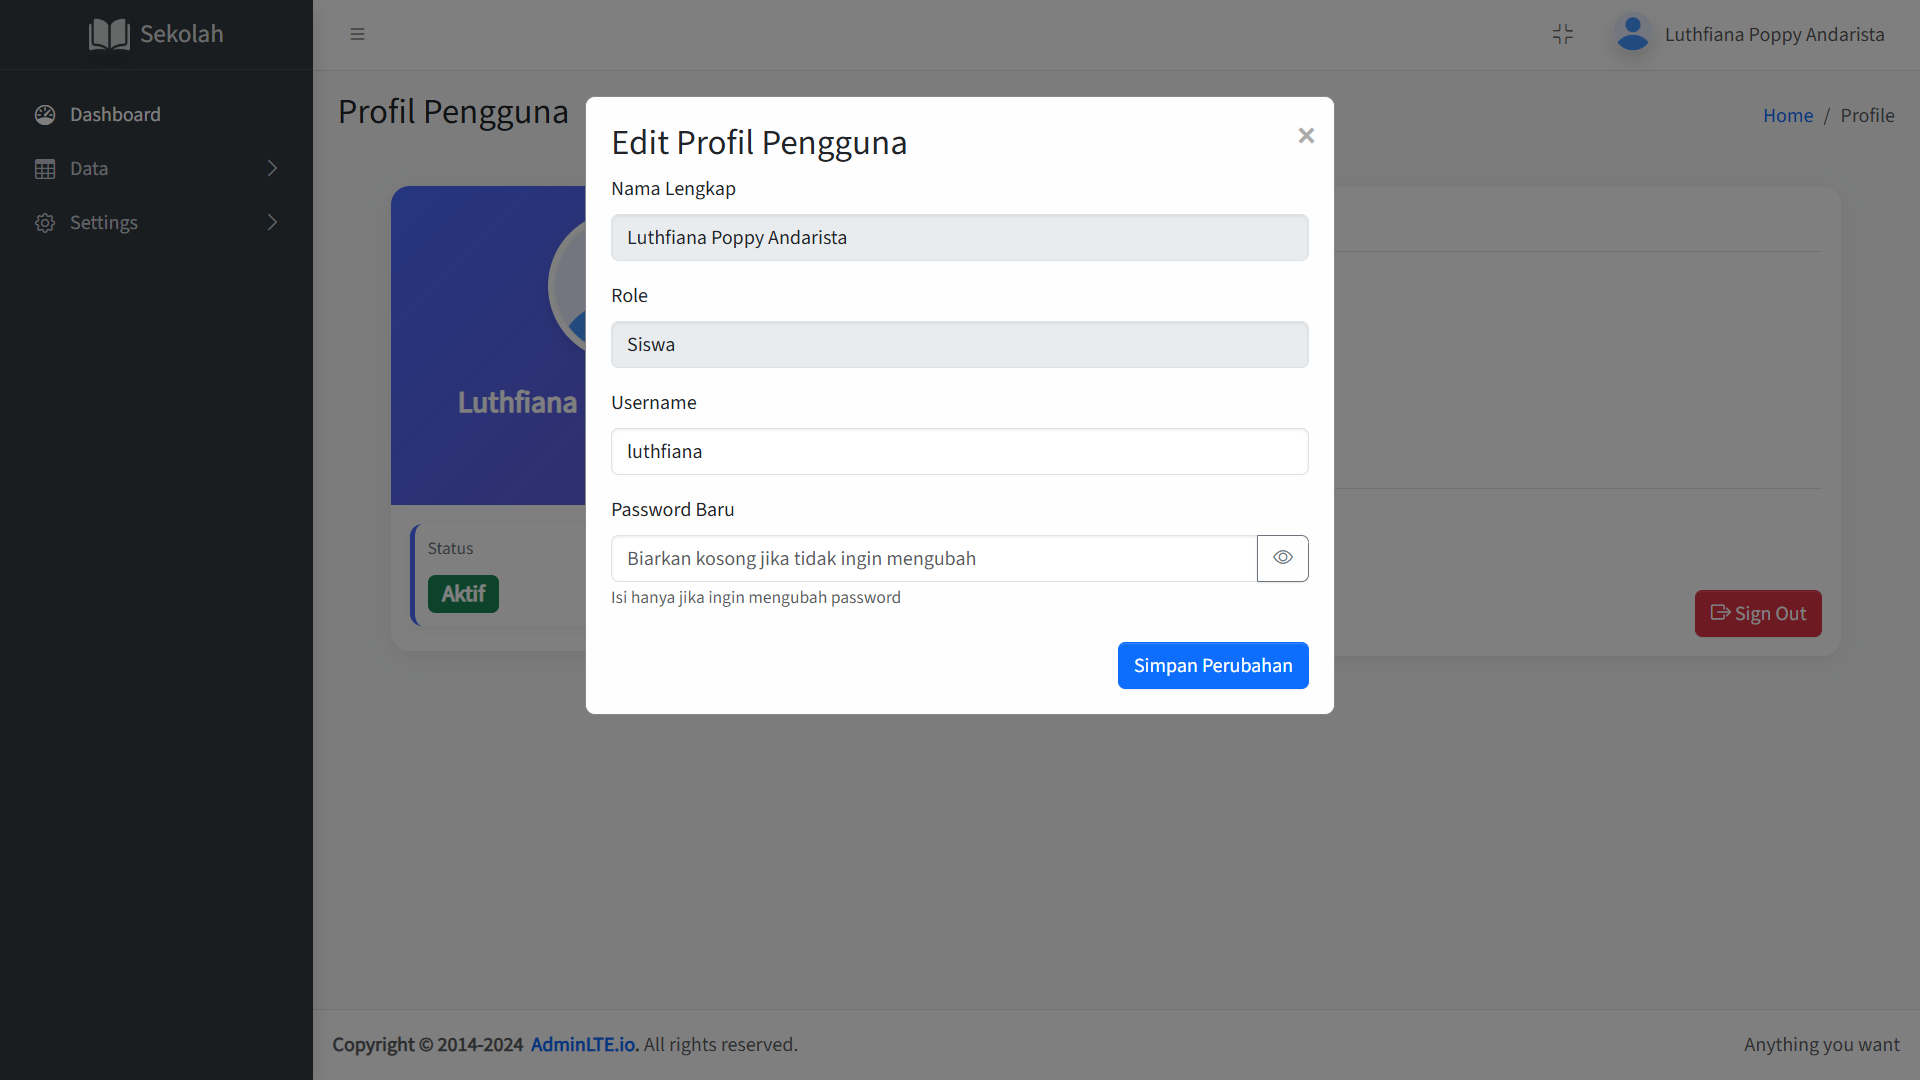 Sekolah
Luthfiana Poppy Andarista
Dashboard
Data
Settings
Profil Pengguna
Home / Profile
Luthfiana
Status
Aktif
Sign Out
Edit Profil Pengguna
×
Nama Lengkap
Luthfiana Poppy Andarista
Role
Siswa
Username
luthfiana
Password Baru
Biarkan kosong jika tidak ingin mengubah
Isi hanya jika ingin mengubah password
Simpan Perubahan
Copyright © 2014-2024 AdminLTE.io. All rights reserved.
Anything you want